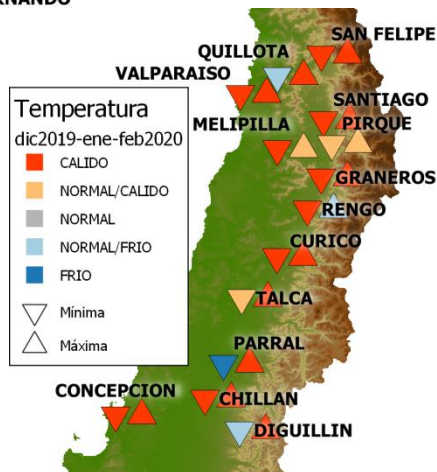 SAN FELIPE
QUILLOTA
VALPARAISO
SANTIAGO
MELIPILLA
PIRQUE
GRANEROS
RENGO
CURICO
TALCA
PARRAL
CONCEPCION
CHILLAN
DIGUILLIN
Temperatura
dic2019-ene-feb2020
CALIDO
NORMAL/CALIDO
NORMAL
NORMAL/FRIO
FRIO
Mínima
Máxima